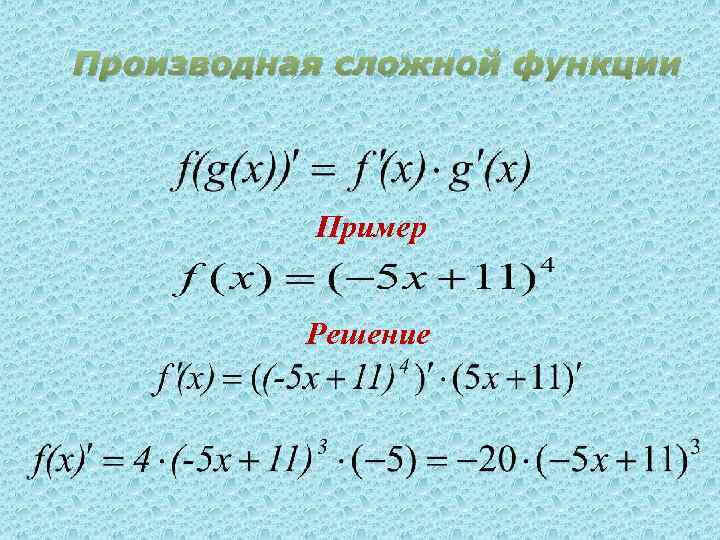 Производная сложной функции
f(g(x))′ = f′(x)·g′(x)
Пример
f(x) = (−5x+11)⁴
Решение
f′(x) = ((-5x+11)⁴)′·(5x+11)′
f(x)′ = 4·(-5x+11)³·(−5) = −20·(−5x+11)³